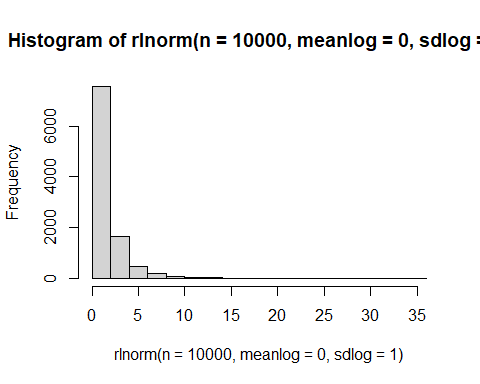 Histogram of rlnorm(n = 10000, meanlog = 0, sdlog =
Frequency
6000
4000
2000
0
0 5 10 15 20 25 30 35
rlnorm(n = 10000, meanlog = 0, sdlog = 1)